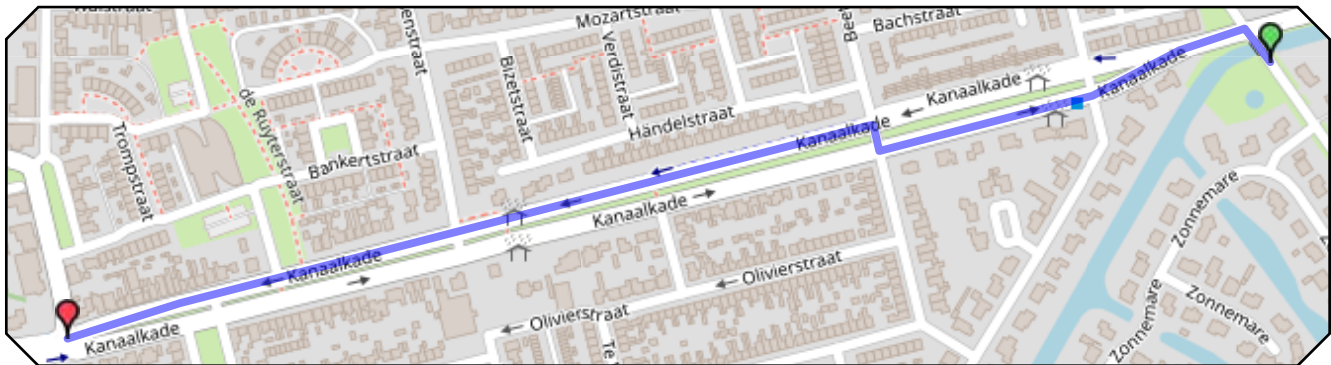 Mozartstraat
Bachstraat
Bizetstraat
Verdistraat
Kanaalkade
Kanaalkade
de Ruyterstraat
Händelstraat
Kanaalkade
Trompstraat
Bankertstraat
Kanaalkade
Zonnemare
Kanaalkade
Olivierstraat
Zonnemare
Olivierstraat
Zonnemare
Kanaalkade
Te